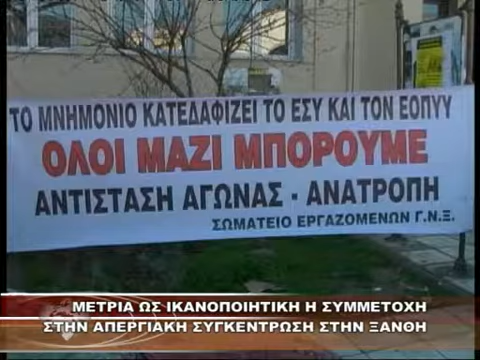 ΤΟ ΜΝΗΜΟΝΙΟ ΚΑΤΕΔΑΦΙΖΕΙ ΤΟ ΕΣΥ ΚΑΙ ΤΟΝ ΕΟΠΥΥ
ΟΛΟΙ ΜΑΖΙ ΜΠΟΡΟΥΜΕ
ΑΝΤΙΣΤΑΣΗ ΑΓΩΝΑΣ - ΑΝΑΤΡΟΠΗ
ΣΩΜΑΤΕΙΟ ΕΡΓΑΖΟΜΕΝΩΝ Γ.Ν.Ξ.
ΜΕΤΡΙΑ ΩΣ ΙΚΑΝΟΠΟΙΗΤΙΚΗ Η ΣΥΜΜΕΤΟΧΗ
ΣΤΗΝ ΑΠΕΡΓΙΑΚΗ ΣΥΓΚΕΝΤΡΩΣΗ ΣΤΗΝ ΞΑΝΘΗ